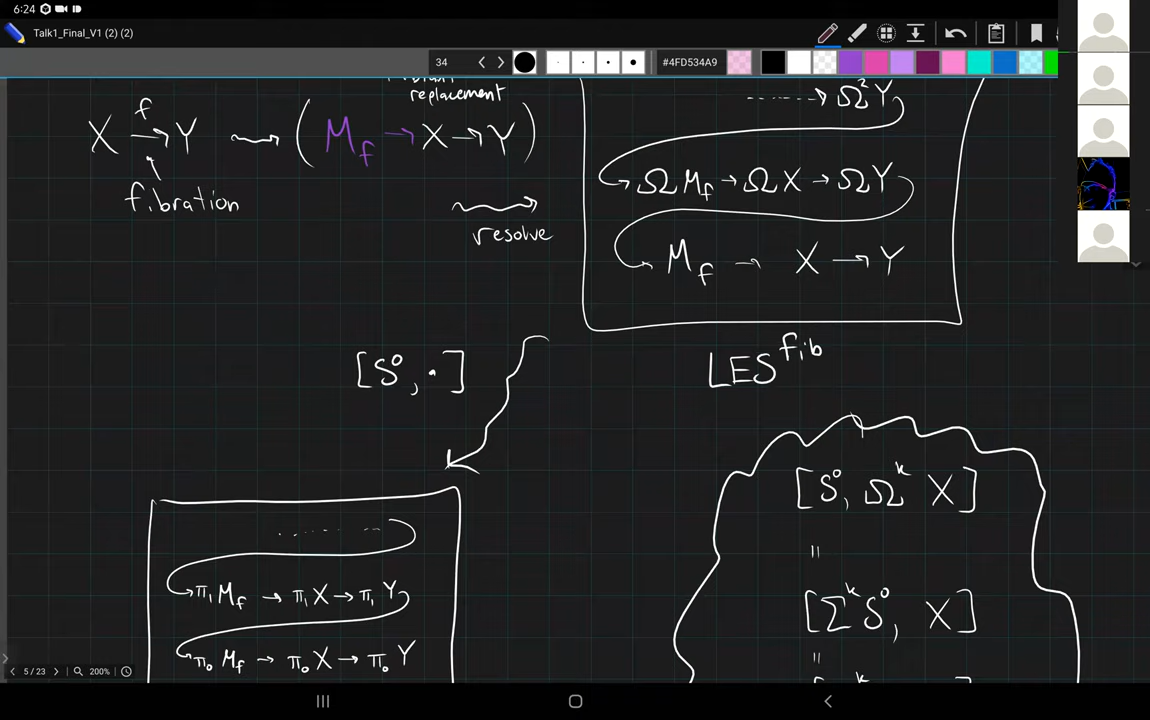 6:24
Talk1_Final_V1 (2) (2)
34
#4FD534A9
replacement
X →f Y ⇝ ( M_f → X → Y )
fibration
resolve
------> Ω²Y
ΩM_f → ΩX → ΩY
M_f → X → Y
LES^fib
[S⁰, ·]
π₁M_f → π₁X → π₁Y
π₀M_f → π₀X → π₀Y
[S⁰, Ω^k X]
=
[Σ^k S⁰, X]
=
5/23
200%